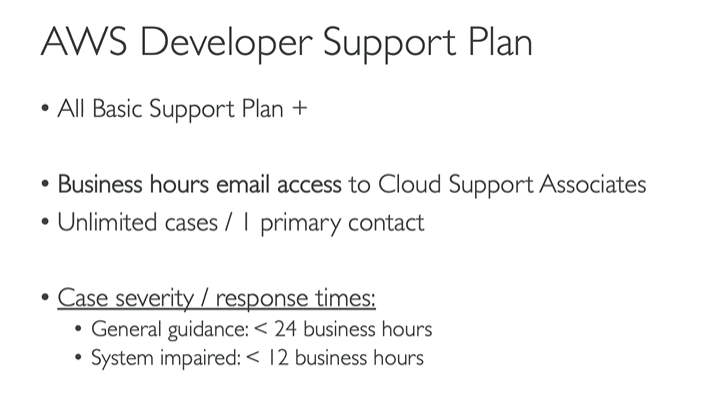 AWS Developer Support Plan
• All Basic Support Plan +
• Business hours email access to Cloud Support Associates
• Unlimited cases / 1 primary contact
• Case severity / response times:
• General guidance: < 24 business hours
• System impaired: < 12 business hours